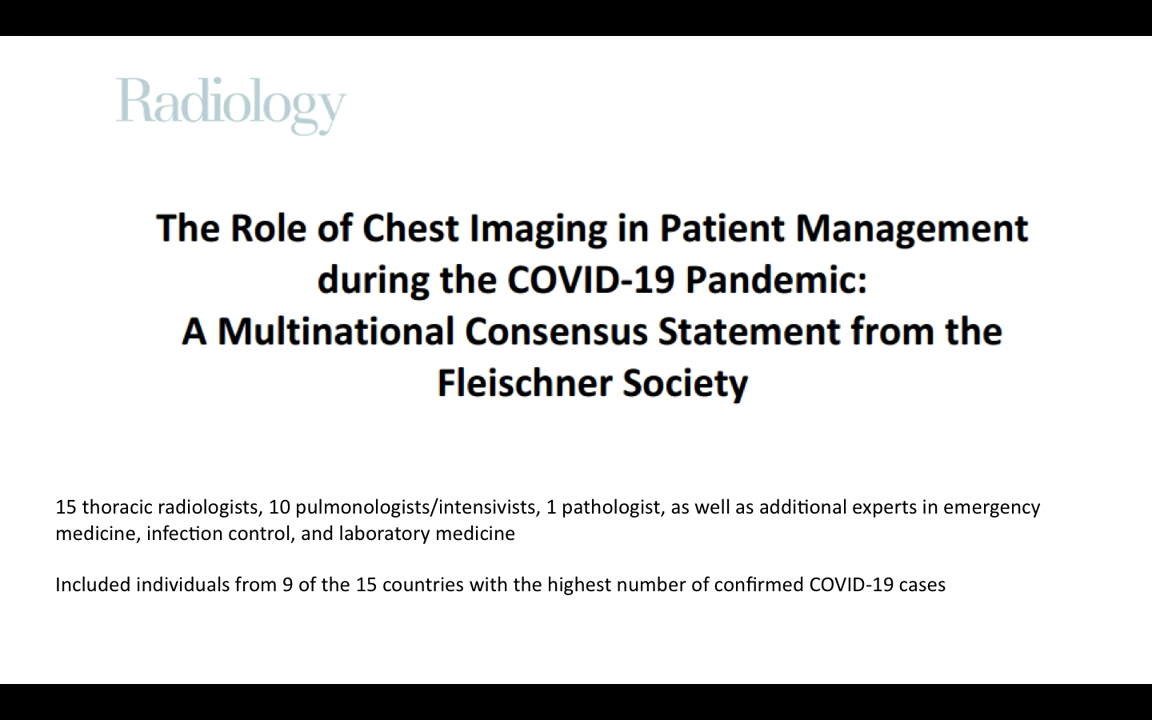 Radiology
The Role of Chest Imaging in Patient Management
during the COVID-19 Pandemic:
A Multinational Consensus Statement from the
Fleischner Society
15 thoracic radiologists, 10 pulmonologists/intensivists, 1 pathologist, as well as additional experts in emergency
medicine, infection control, and laboratory medicine
Included individuals from 9 of the 15 countries with the highest number of confirmed COVID-19 cases